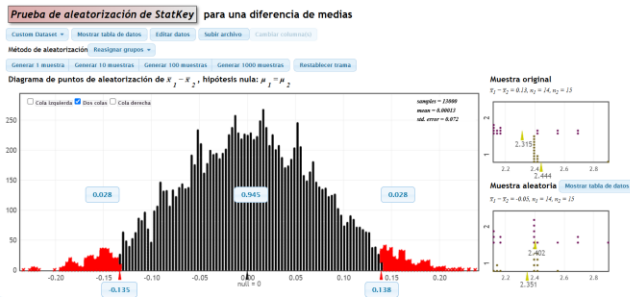 Prueba de aleatorización de StatKey para una diferencia de medias
Custom Dataset Mostrar tabla de datos Editar datos Subir archivo Cambiar columna(s)
Método de aleatorización Reasignar grupos
Generar 1 muestra Generar 10 muestras Generar 100 muestras Generar 1000 muestras Restablecer trama
Diagrama de puntos de aleatorización de x̄1 − x̄2 , hipótesis nula: μ1 = μ2
Cola izquierda Dos colas Cola derecha
samples = 13000
mean = 0.00013
std. error = 0.072
250
200
150
100
50
0
0.028 0.945 0.028
-0.20 -0.15 -0.10 -0.05 0.00 0.05 0.10 0.15 0.20
null = 0
-0.135 0.138
Muestra original
x̄1 − x̄2 = 0.13, n1 = 14, n2 = 15
2
1
2.315
2.444
2.2 2.4 2.6 2.8
Muestra aleatoria Mostrar tabla de datos
x̄1 − x̄2 = -0.05, n1 = 14, n2 = 15
2
1
2.402
2.351
2.2 2.4 2.6 2.8